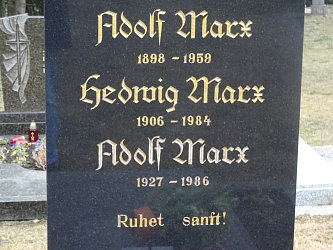 Adolf Marx
1898 – 1959
Hedwig Marx
1906 – 1984
Adolf Marx
1927 – 1986
Ruhet sanft!